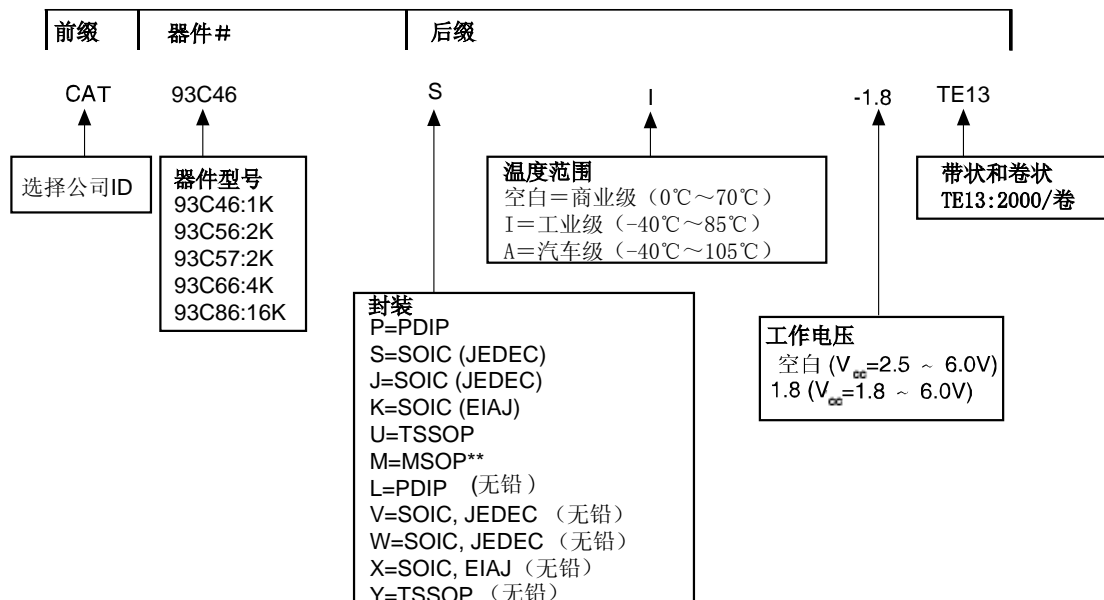 前缀 器件# 后缀
CAT 93C46 S I -1.8 TE13
选择公司ID
器件型号
93C46:1K
93C56:2K
93C57:2K
93C66:4K
93C86:16K
温度范围
空白=商业级（0℃～70℃）
I=工业级（-40℃～85℃）
A=汽车级（-40℃～105℃）
带状和卷状
TE13:2000/卷
封装
P=PDIP
S=SOIC (JEDEC)
J=SOIC (JEDEC)
K=SOIC (EIAJ)
U=TSSOP
M=MSOP**
L=PDIP (无铅)
V=SOIC, JEDEC （无铅）
W=SOIC, JEDEC （无铅）
X=SOIC, EIAJ （无铅）
Y=TSSOP （无铅）
工作电压
空白 (Vcc=2.5 ~ 6.0V)
1.8 (Vcc=1.8 ~ 6.0V)